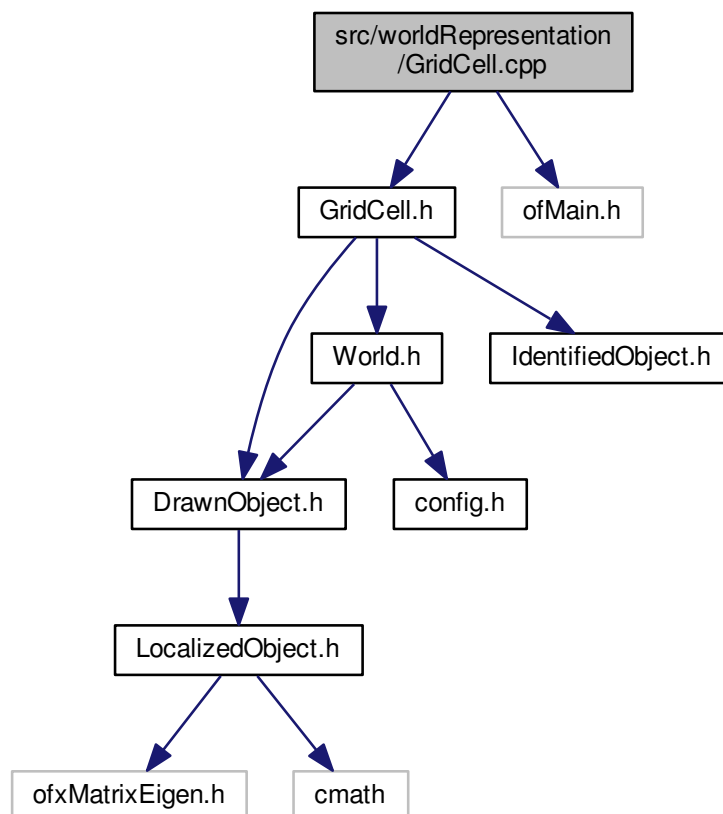 src/worldRepresentation
/GridCell.cpp
GridCell.h
ofMain.h
World.h
IdentifiedObject.h
DrawnObject.h
config.h
LocalizedObject.h
ofxMatrixEigen.h
cmath